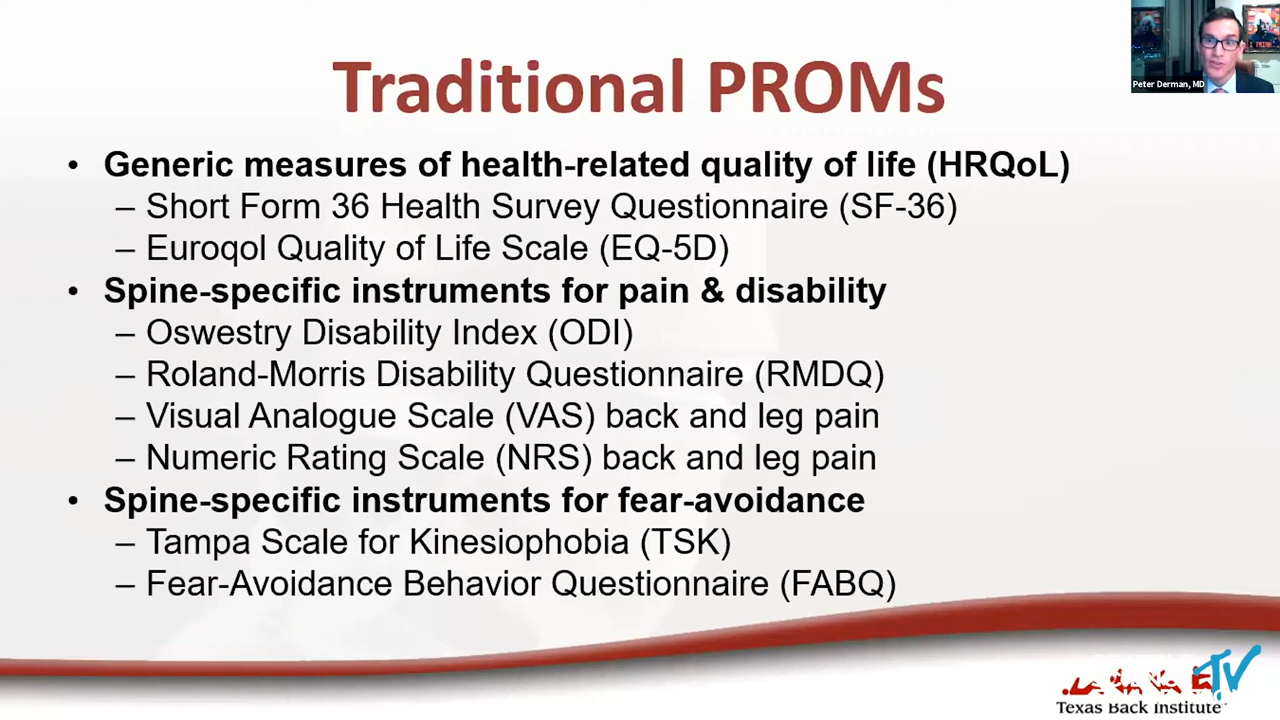 Traditional PROMs
Peter Derman, MD
• Generic measures of health-related quality of life (HRQoL)
– Short Form 36 Health Survey Questionnaire (SF-36)
– Euroqol Quality of Life Scale (EQ-5D)
• Spine-specific instruments for pain & disability
– Oswestry Disability Index (ODI)
– Roland-Morris Disability Questionnaire (RMDQ)
– Visual Analogue Scale (VAS) back and leg pain
– Numeric Rating Scale (NRS) back and leg pain
• Spine-specific instruments for fear-avoidance
– Tampa Scale for Kinesiophobia (TSK)
– Fear-Avoidance Behavior Questionnaire (FABQ)
TV
Texas Back Institute